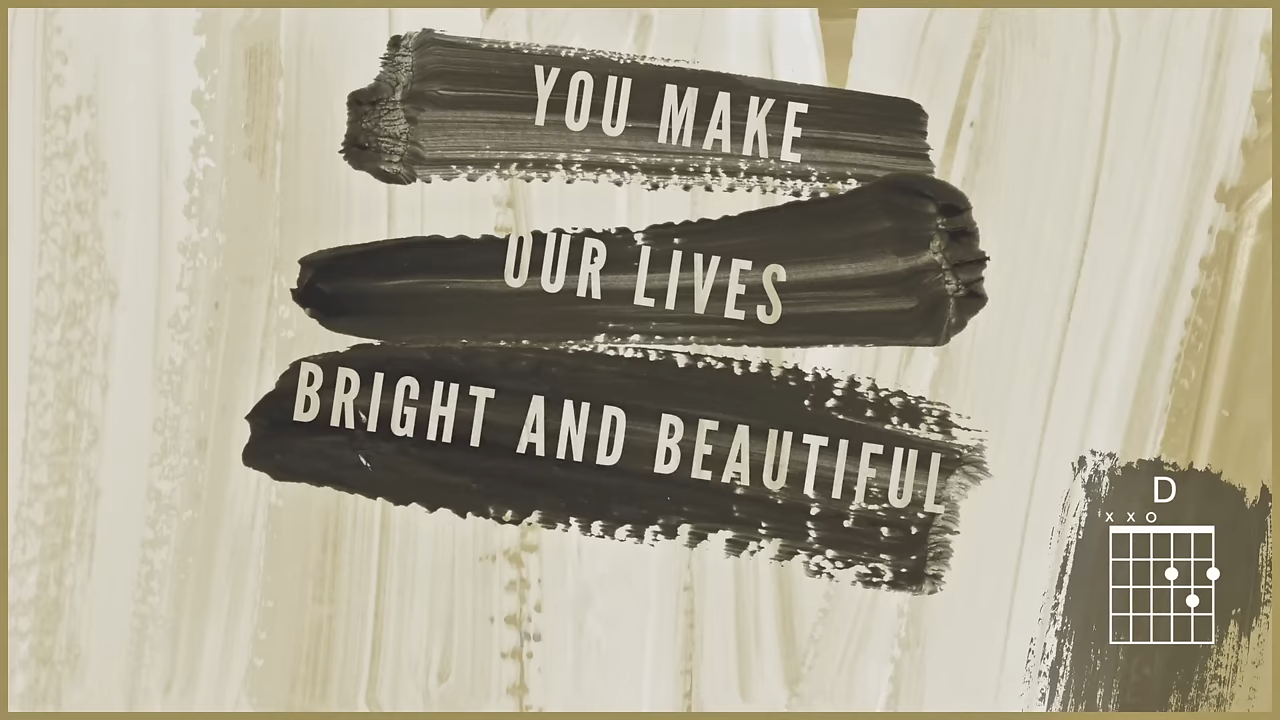 YOU MAKE
OUR LIVES
BRIGHT AND BEAUTIFUL
D
x x o